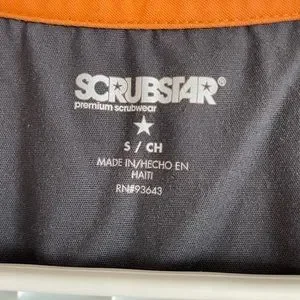 SCRUBSTAR®
premium scrubwear
S / CH
MADE IN/HECHO EN
HAITI
RN#93643